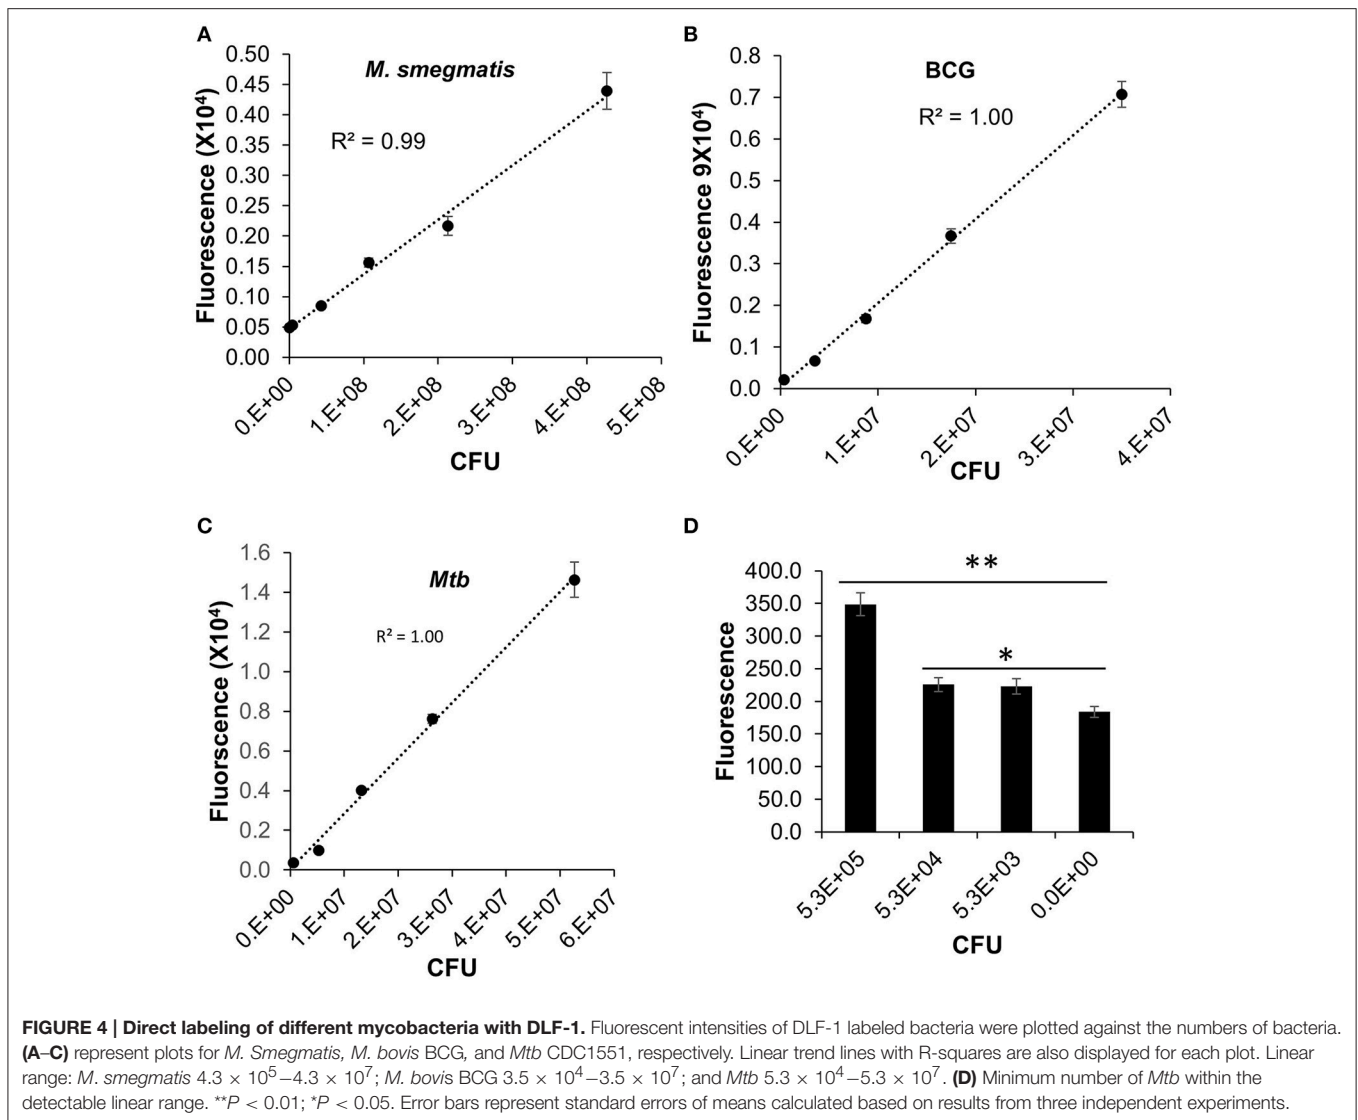 A
M. smegmatis
R² = 0.99
Fluorescence (X10⁴)
0.50
0.45
0.40
0.35
0.30
0.25
0.20
0.15
0.10
0.05
0.00
0.E+00
1.E+08
2.E+08
3.E+08
4.E+08
5.E+08
CFU
B
BCG
R² = 1.00
Fluorescence 9X10⁴)
0.8
0.7
0.6
0.5
0.4
0.3
0.2
0.1
0.0
0.E+00
1.E+07
2.E+07
3.E+07
4.E+07
CFU
C
Mtb
R² = 1.00
Fluorscence (X10⁴)
1.6
1.4
1.2
1.0
0.8
0.6
0.4
0.2
0.0
0.E+00
1.E+07
2.E+07
3.E+07
4.E+07
5.E+07
6.E+07
CFU
D
**
*
Fluorescence
400.0
350.0
300.0
250.0
200.0
150.0
100.0
50.0
0.0
5.3E+05
5.3E+04
5.3E+03
0.0E+00
CFU
FIGURE 4 | Direct labeling of different mycobacteria with DLF-1. Fluorescent intensities of DLF-1 labeled bacteria were plotted against the numbers of bacteria.
(A–C) represent plots for M. Smegmatis, M. bovis BCG, and Mtb CDC1551, respectively. Linear trend lines with R-squares are also displayed for each plot. Linear
range: M. smegmatis 4.3 × 10⁵−4.3 × 10⁷; M. bovis BCG 3.5 × 10⁴−3.5 × 10⁷; and Mtb 5.3 × 10⁴−5.3 × 10⁷. (D) Minimum number of Mtb within the
detectable linear range. **P < 0.01; *P < 0.05. Error bars represent standard errors of means calculated based on results from three independent experiments.